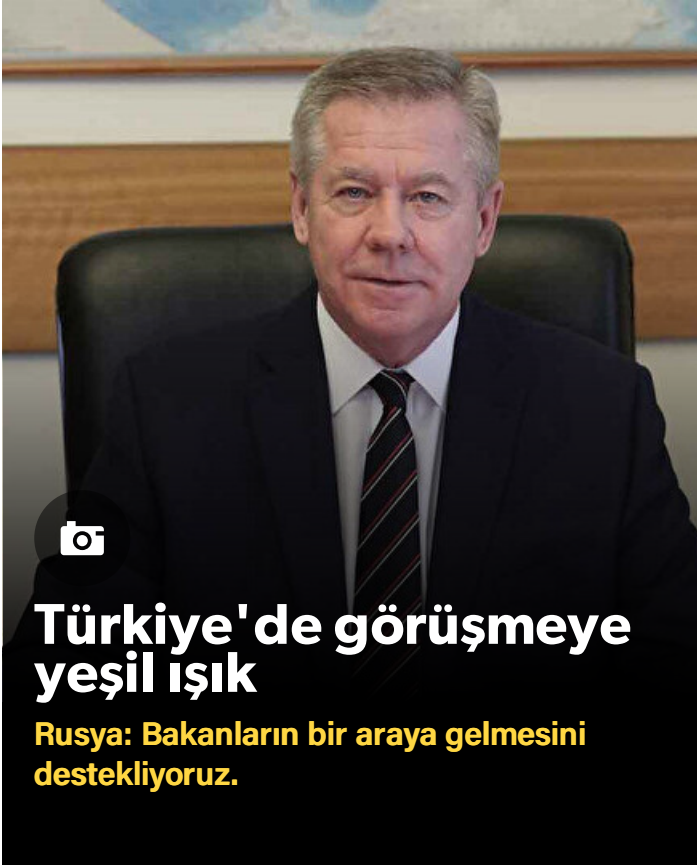 Türkiye'de görüşmeye
yeşil ışık
Rusya: Bakanların bir araya gelmesini
destekliyoruz.